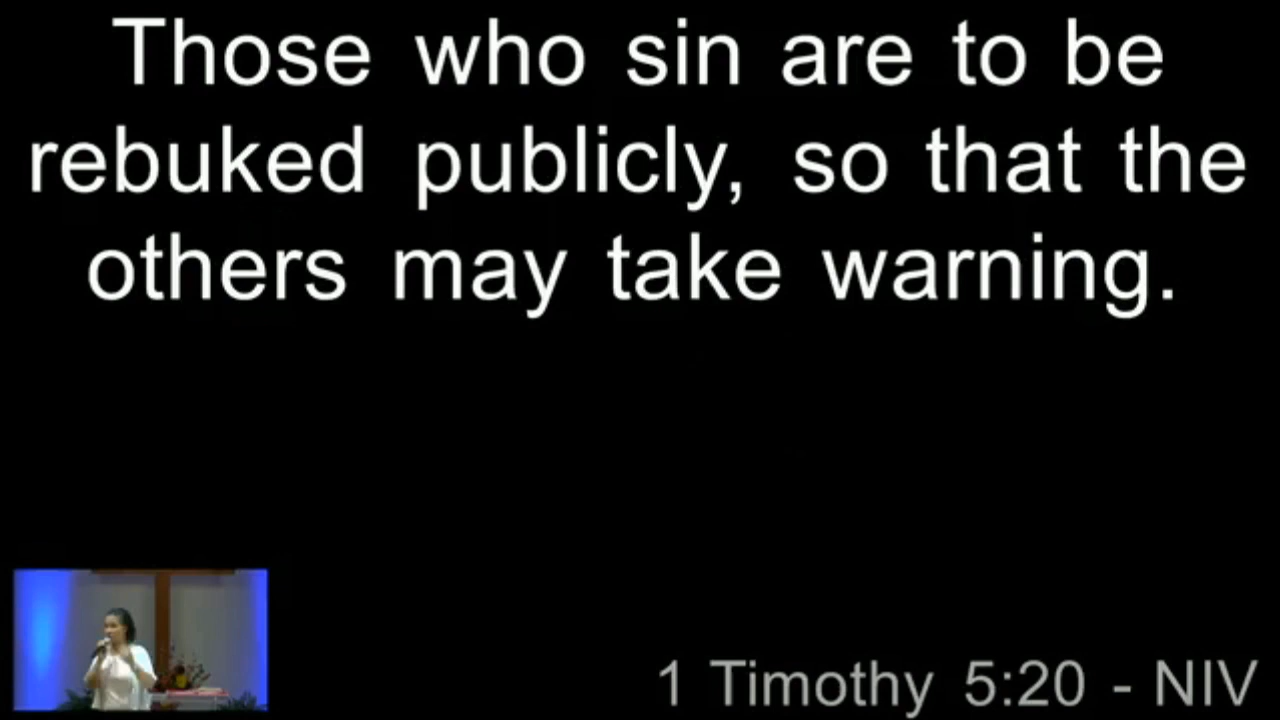 Those who sin are to be
rebuked publicly, so that the
others may take warning.
1 Timothy 5:20 - NIV